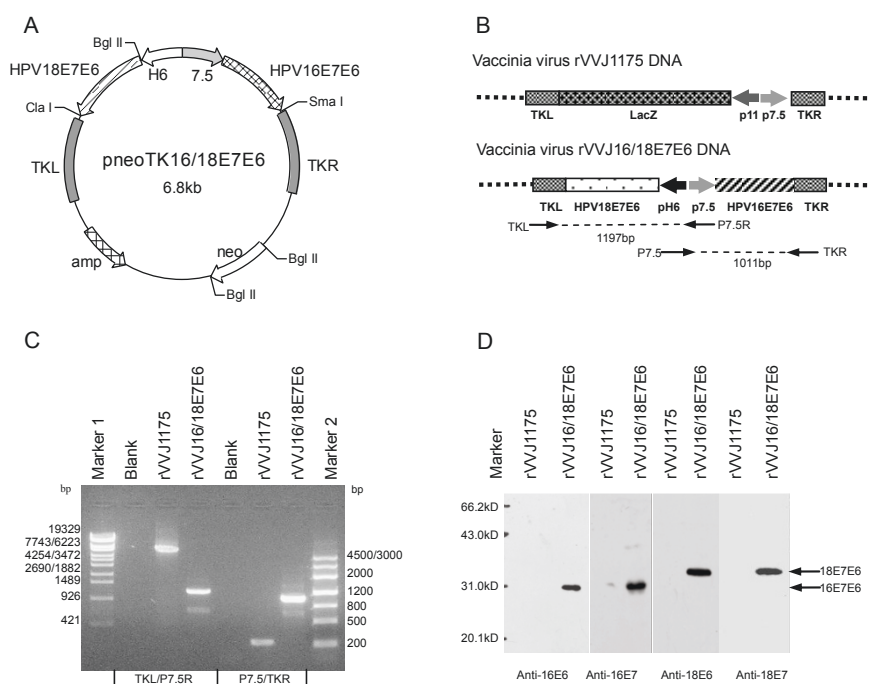 A
Bgl II
HPV18E7E6
H6
7.5
HPV16E7E6
Cla I
Sma I
TKL
pneoTK16/18E7E6
6.8kb
TKR
amp
neo
Bgl II
Bgl II
B
Vaccinia virus rVVJ1175 DNA
TKL LacZ p11 p7.5 TKR
Vaccinia virus rVVJ16/18E7E6 DNA
TKL HPV18E7E6 pH6 p7.5 HPV16E7E6 TKR
TKL P7.5R
1197bp
P7.5 TKR
1011bp
C
Marker 1
Blank
rVVJ1175
rVVJ16/18E7E6
Blank
rVVJ1175
rVVJ16/18E7E6
Marker 2
bp
bp
19329
7743/6223
4254/3472
2690/1882
1489
926
421
4500/3000
2000
1200
800
500
200
TKL/P7.5R P7.5/TKR
D
Marker
rVVJ1175
rVVJ16/18E7E6
rVVJ1175
rVVJ16/18E7E6
rVVJ1175
rVVJ16/18E7E6
rVVJ1175
rVVJ16/18E7E6
66.2kD
43.0kD
31.0kD
20.1kD
18E7E6
16E7E6
Anti-16E6 Anti-16E7 Anti-18E6 Anti-18E7